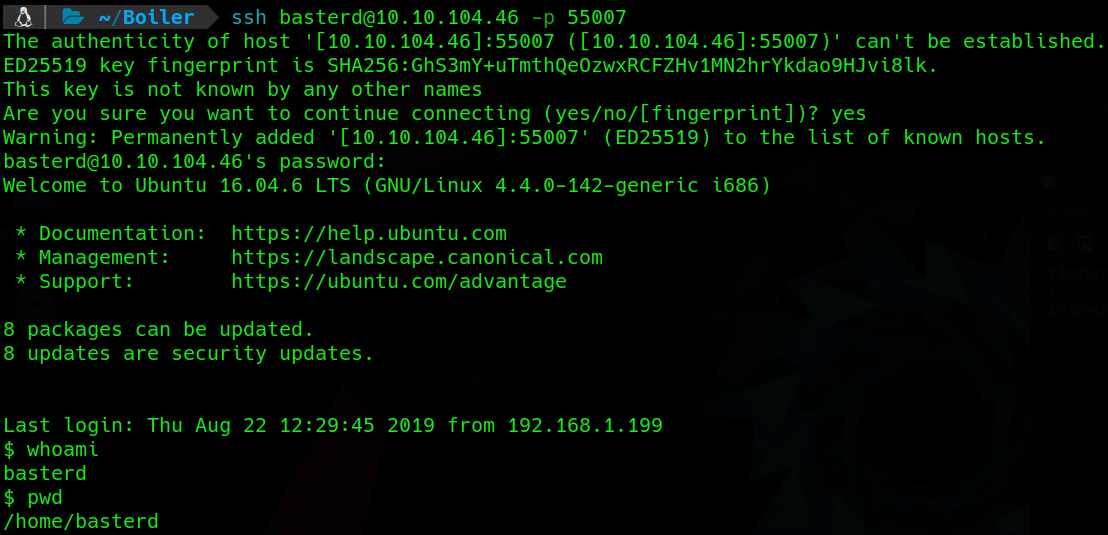 ~/Boiler ssh basterd@10.10.104.46 -p 55007
The authenticity of host '[10.10.104.46]:55007 ([10.10.104.46]:55007)' can't be established.
ED25519 key fingerprint is SHA256:GhS3mY+uTmthQeOzwxRCFZHv1MN2hrYkdao9HJvi8lk.
This key is not known by any other names
Are you sure you want to continue connecting (yes/no/[fingerprint])? yes
Warning: Permanently added '[10.10.104.46]:55007' (ED25519) to the list of known hosts.
basterd@10.10.104.46's password:
Welcome to Ubuntu 16.04.6 LTS (GNU/Linux 4.4.0-142-generic i686)
* Documentation: https://help.ubuntu.com
* Management: https://landscape.canonical.com
* Support: https://ubuntu.com/advantage
8 packages can be updated.
8 updates are security updates.
Last login: Thu Aug 22 12:29:45 2019 from 192.168.1.199
$ whoami
basterd
$ pwd
/home/basterd